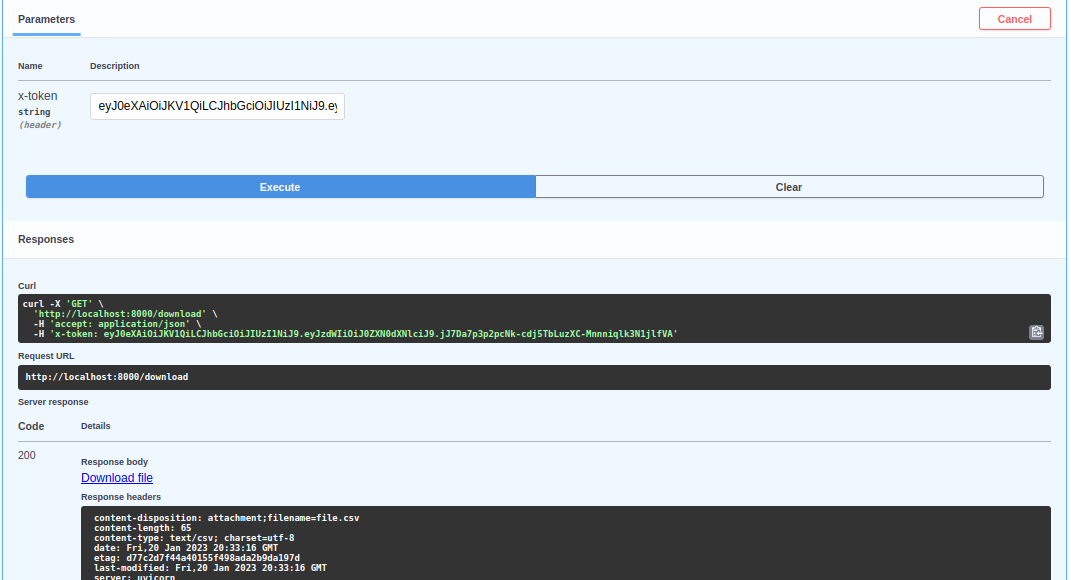 Parameters
Cancel
Name Description
x-token
string
(header)
eyJ0eXAiOiJKV1QiLCJhbGciOiJIUzI1NiJ9.ey
Execute Clear
Responses
Curl
curl -X 'GET' \
'http://localhost:8000/download' \
-H 'accept: application/json' \
-H 'x-token: eyJ0eXAiOiJKV1QiLCJhbGciOiJIUzI1NiJ9.eyJzdWIiOiJ0ZXN0dXNlciJ9.jJ7Da7p3p2pcNk-cdj5TbLuzXC-Mnnniqlk3N1jlfVA'
Request URL
http://localhost:8000/download
Server response
Code Details
200
Response body
Download file
Response headers
content-disposition: attachment;filename=file.csv
content-length: 65
content-type: text/csv; charset=utf-8
date: Fri,20 Jan 2023 20:33:16 GMT
etag: d77c2d7f44a40155f498ada2b9da197d
last-modified: Fri,20 Jan 2023 20:33:16 GMT
server: uvicorn